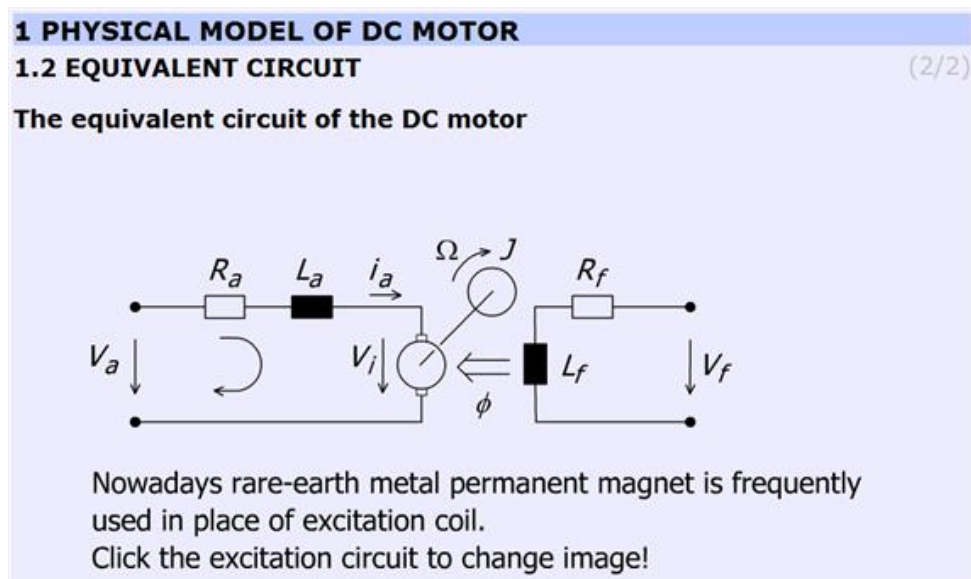 1 PHYSICAL MODEL OF DC MOTOR
1.2 EQUIVALENT CIRCUIT (2/2)
The equivalent circuit of the DC motor
Ω J
Ra La ia Rf
Va Vi Lf Vf
ϕ
Nowadays rare-earth metal permanent magnet is frequently
used in place of excitation coil.
Click the excitation circuit to change image!